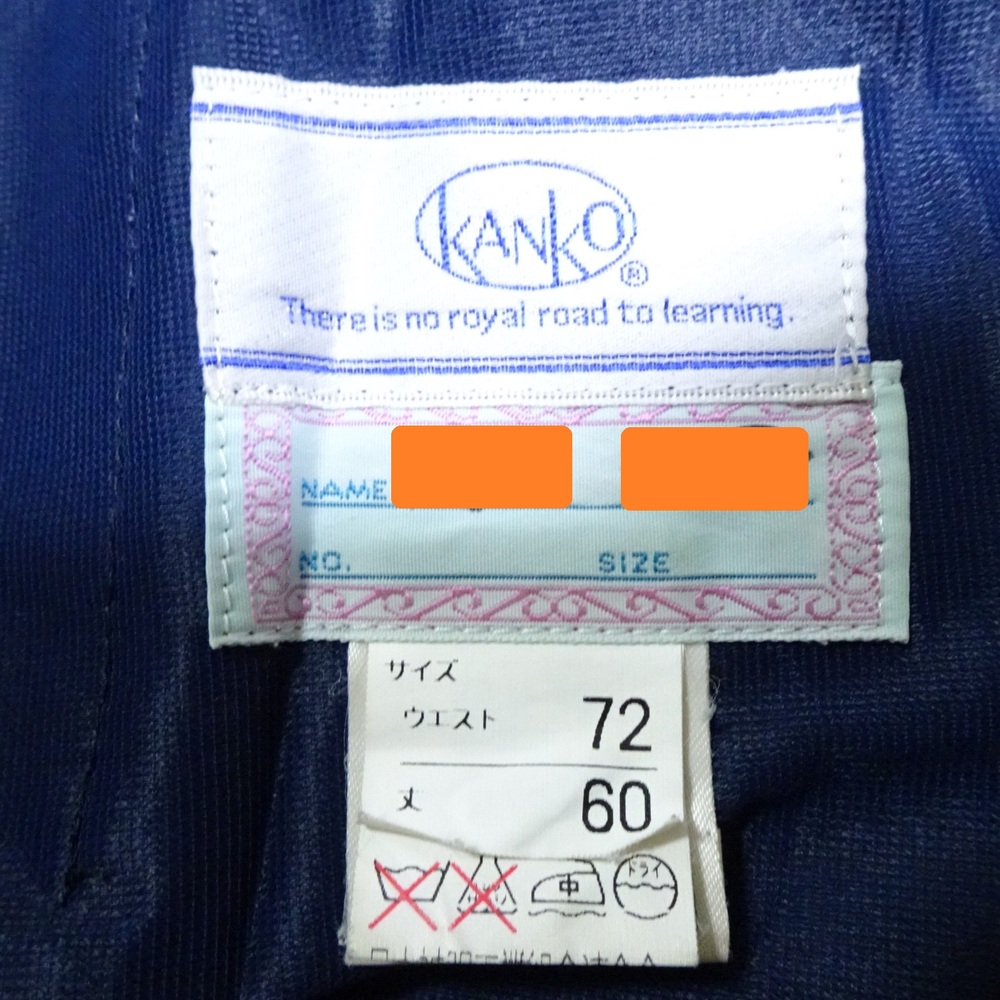 KANKO®
There is no royal road to learning.
NAME
NO. SIZE
サイズ
ウエスト 72
丈 60
中 ドライ